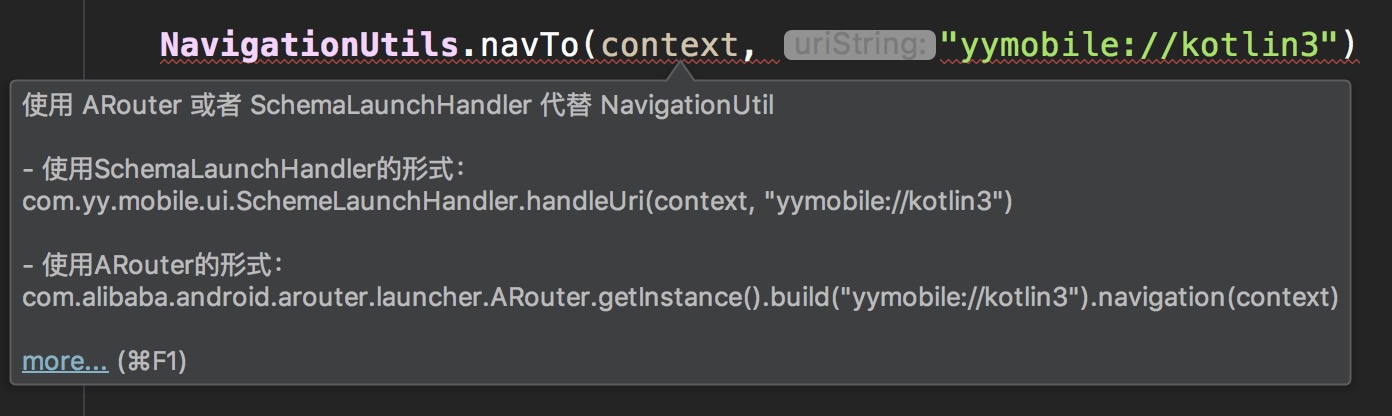 NavigationUtils.navTo(context, uriString: "yymobile://kotlin3")
使用 ARouter 或者 SchemaLaunchHandler 代替 NavigationUtil
- 使用SchemaLaunchHandler的形式：
com.yy.mobile.ui.SchemeLaunchHandler.handleUri(context, "yymobile://kotlin3")
- 使用ARouter的形式：
com.alibaba.android.arouter.launcher.ARouter.getInstance().build("yymobile://kotlin3").navigation(context)
more... (⌘F1)